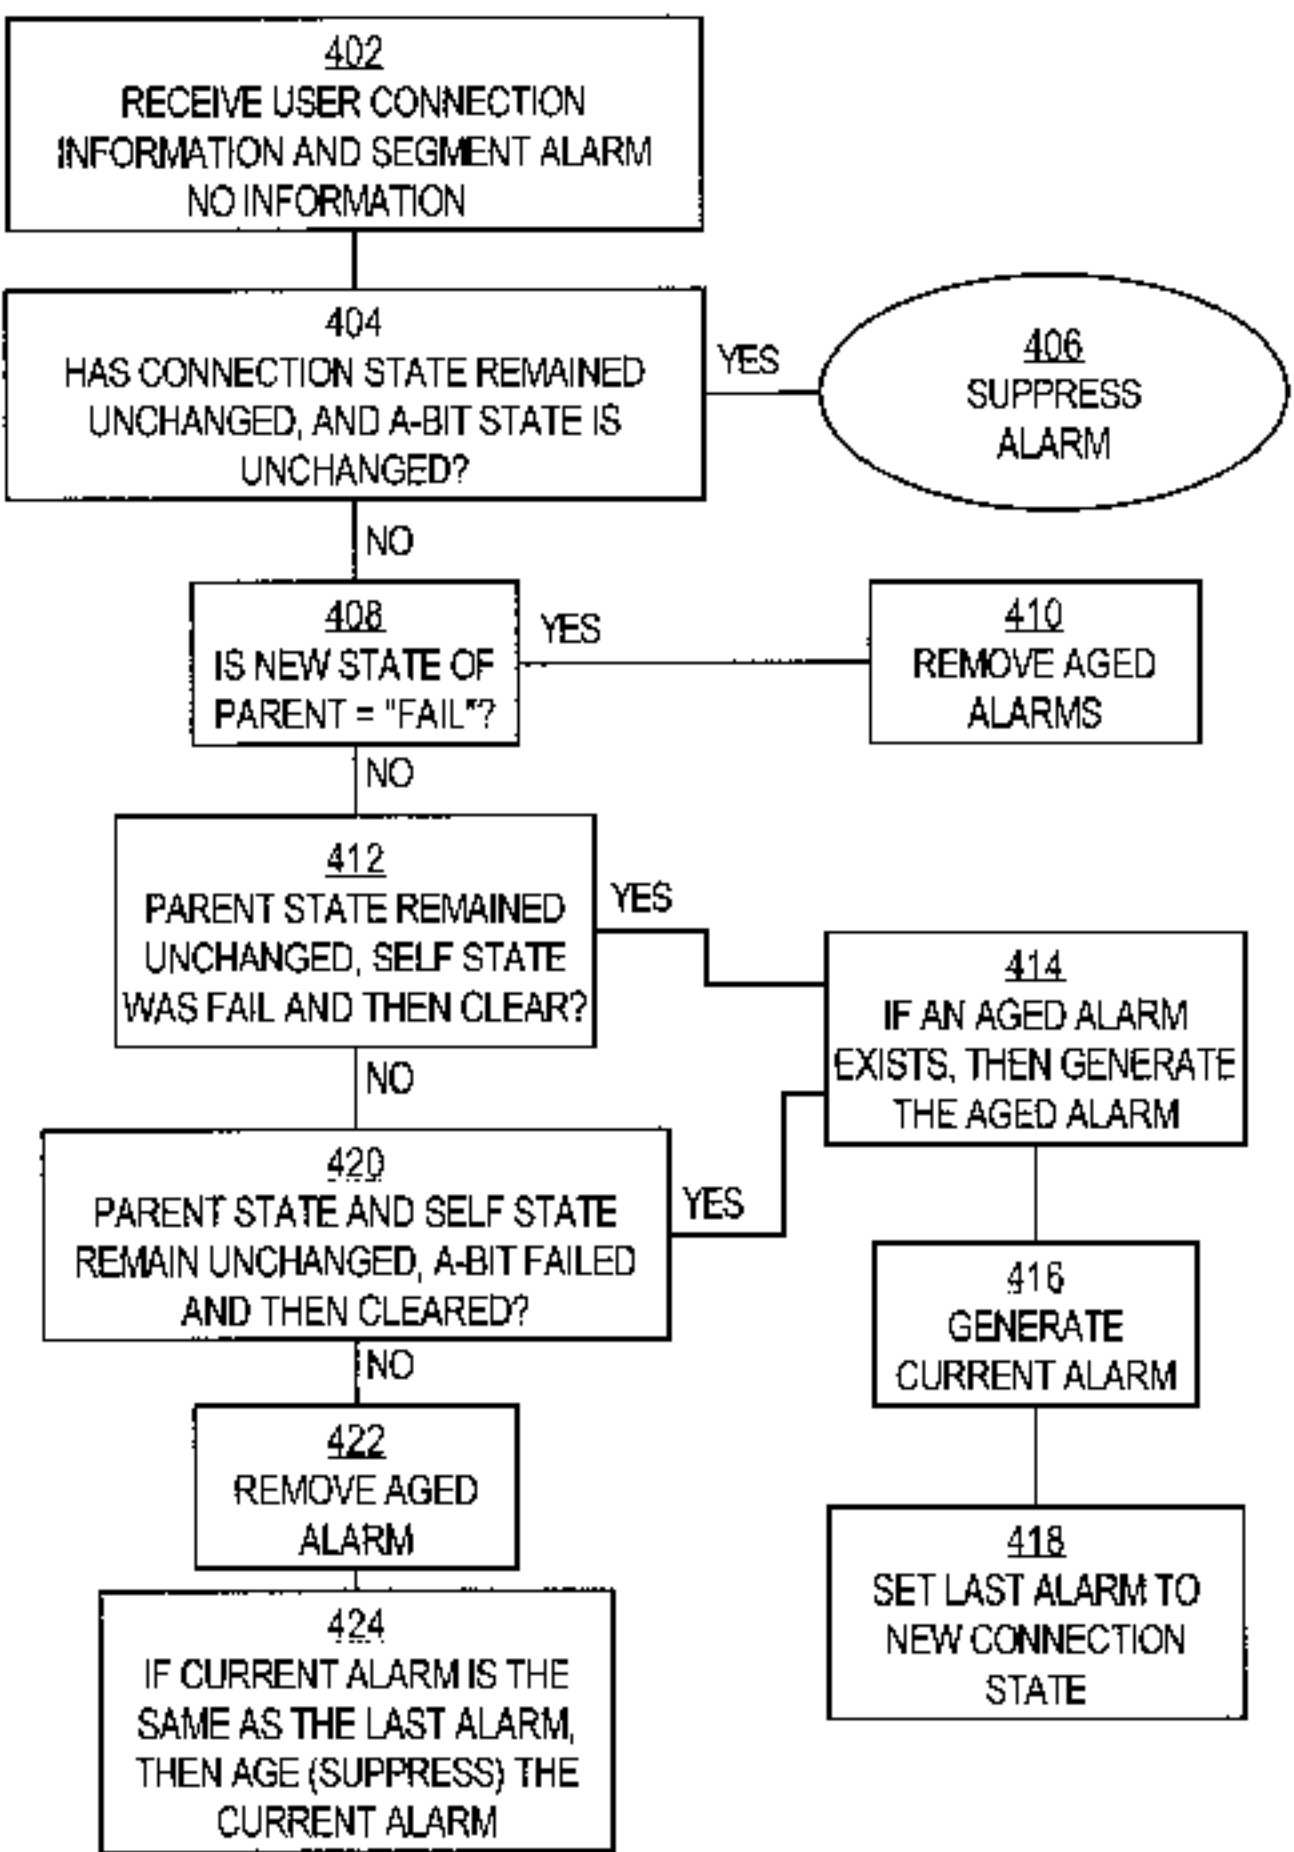 402
RECEIVE USER CONNECTION
INFORMATION AND SEGMENT ALARM
NO INFORMATION
404
HAS CONNECTION STATE REMAINED
UNCHANGED, AND A-BIT STATE IS
UNCHANGED?
YES
406
SUPPRESS
ALARM
NO
408
IS NEW STATE OF
PARENT = "FAIL"?
YES
410
REMOVE AGED
ALARMS
NO
412
PARENT STATE REMAINED
UNCHANGED, SELF STATE
WAS FAIL AND THEN CLEAR?
YES
414
IF AN AGED ALARM
EXISTS, THEN GENERATE
THE AGED ALARM
NO
420
PARENT STATE AND SELF STATE
REMAIN UNCHANGED, A-BIT FAILED
AND THEN CLEARED?
YES
416
GENERATE
CURRENT ALARM
NO
422
REMOVE AGED
ALARM
418
SET LAST ALARM TO
NEW CONNECTION
STATE
424
IF CURRENT ALARM IS THE
SAME AS THE LAST ALARM,
THEN AGE (SUPPRESS) THE
CURRENT ALARM